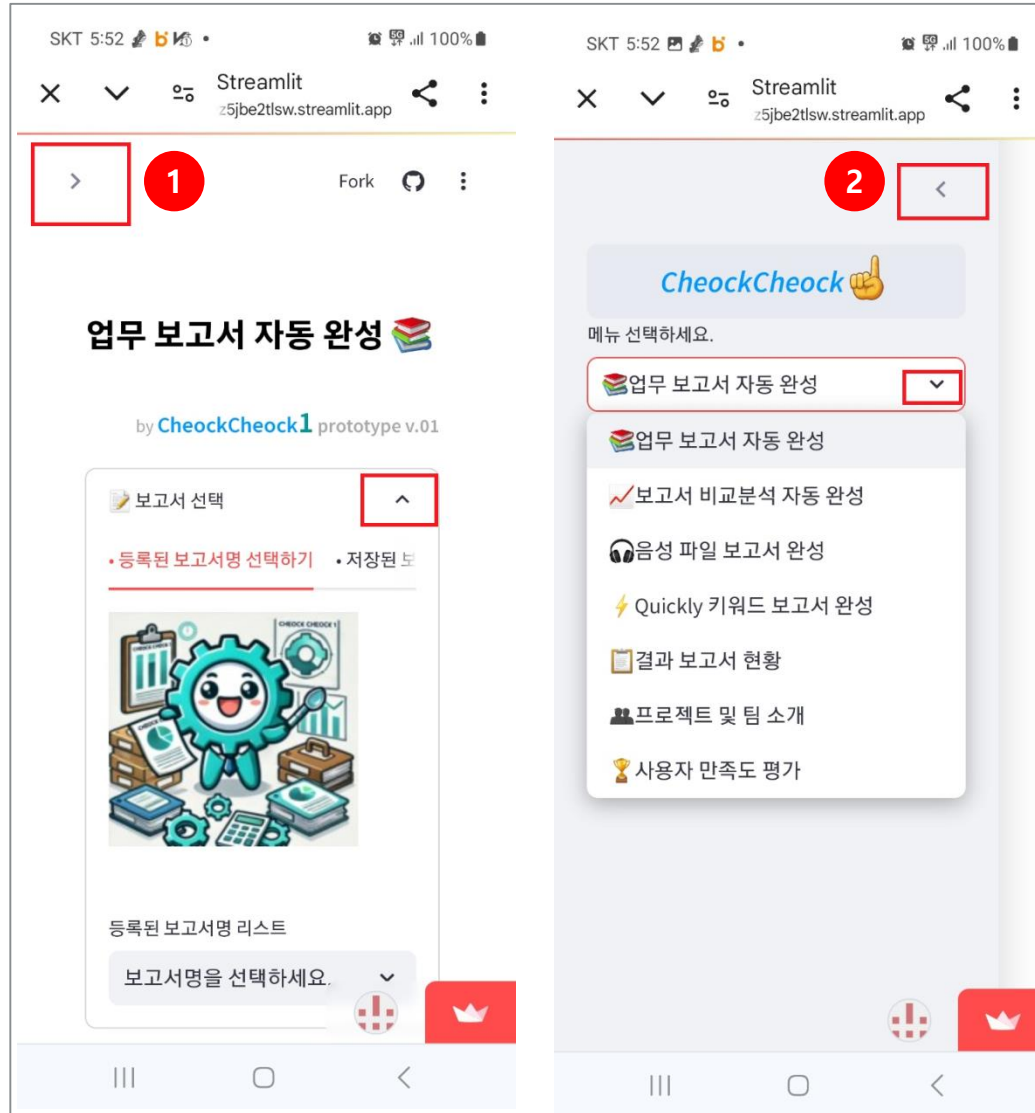 SKT 5:52
5G .ıl 100%
Streamlit
z5jbe2tlsw.streamlit.app
1
Fork
업무 보고서 자동 완성
by CheockCheock1 prototype v.01
보고서 선택
• 등록된 보고서명 선택하기 • 저장된 보
CHEOCK CHEOCK 1
등록된 보고서명 리스트
보고서명을 선택하세요.
SKT 5:52
5G .ıl 100%
Streamlit
z5jbe2tlsw.streamlit.app
2
CheockCheock
메뉴 선택하세요.
업무 보고서 자동 완성
업무 보고서 자동 완성
보고서 비교분석 자동 완성
음성 파일 보고서 완성
Quickly 키워드 보고서 완성
결과 보고서 현황
프로젝트 및 팀 소개
사용자 만족도 평가